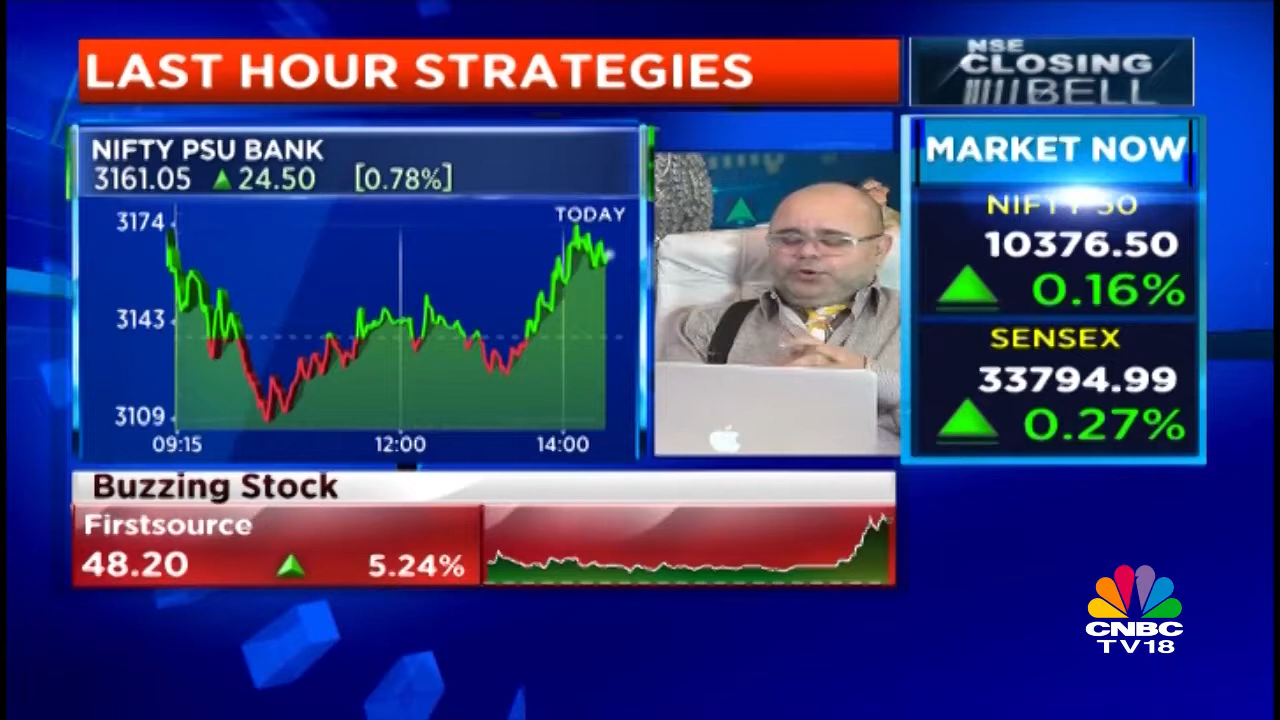 LAST HOUR STRATEGIES
NSE
CLOSING
BELL
NIFTY PSU BANK
3161.05 ▲ 24.50 [0.78%]
TODAY
3174
3143
3109
09:15 12:00 14:00
MARKET NOW
NIFTY 50
10376.50
▲ 0.16%
SENSEX
33794.99
▲ 0.27%
Buzzing Stock
Firstsource
48.20 ▲ 5.24%
CNBC
TV18